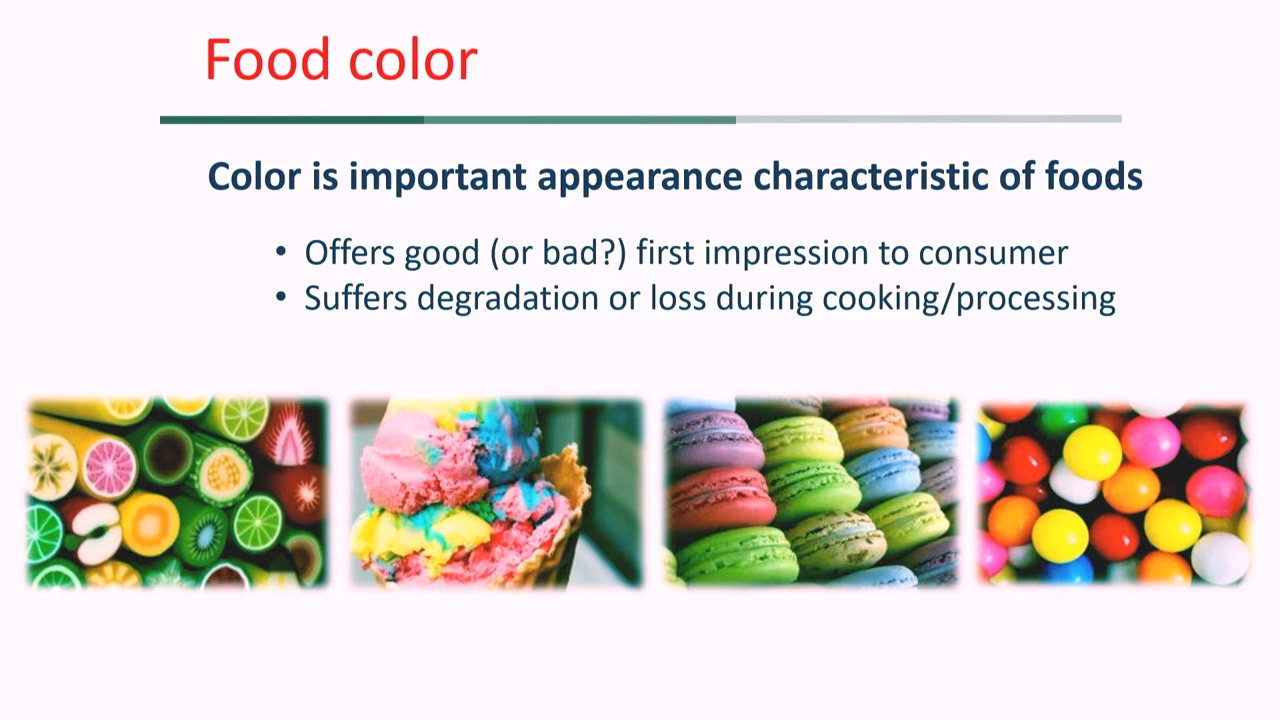 Food color
Color is important appearance characteristic of foods
• Offers good (or bad?) first impression to consumer
• Suffers degradation or loss during cooking/processing